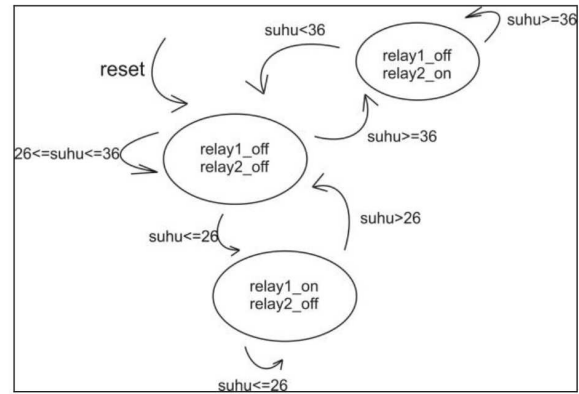 suhu>=36
suhu<36
relay1_off
relay2_on
reset
suhu>=36
26<=suhu<=36
relay1_off
relay2_off
suhu<=26
suhu>26
relay1_on
relay2_off
suhu<=26